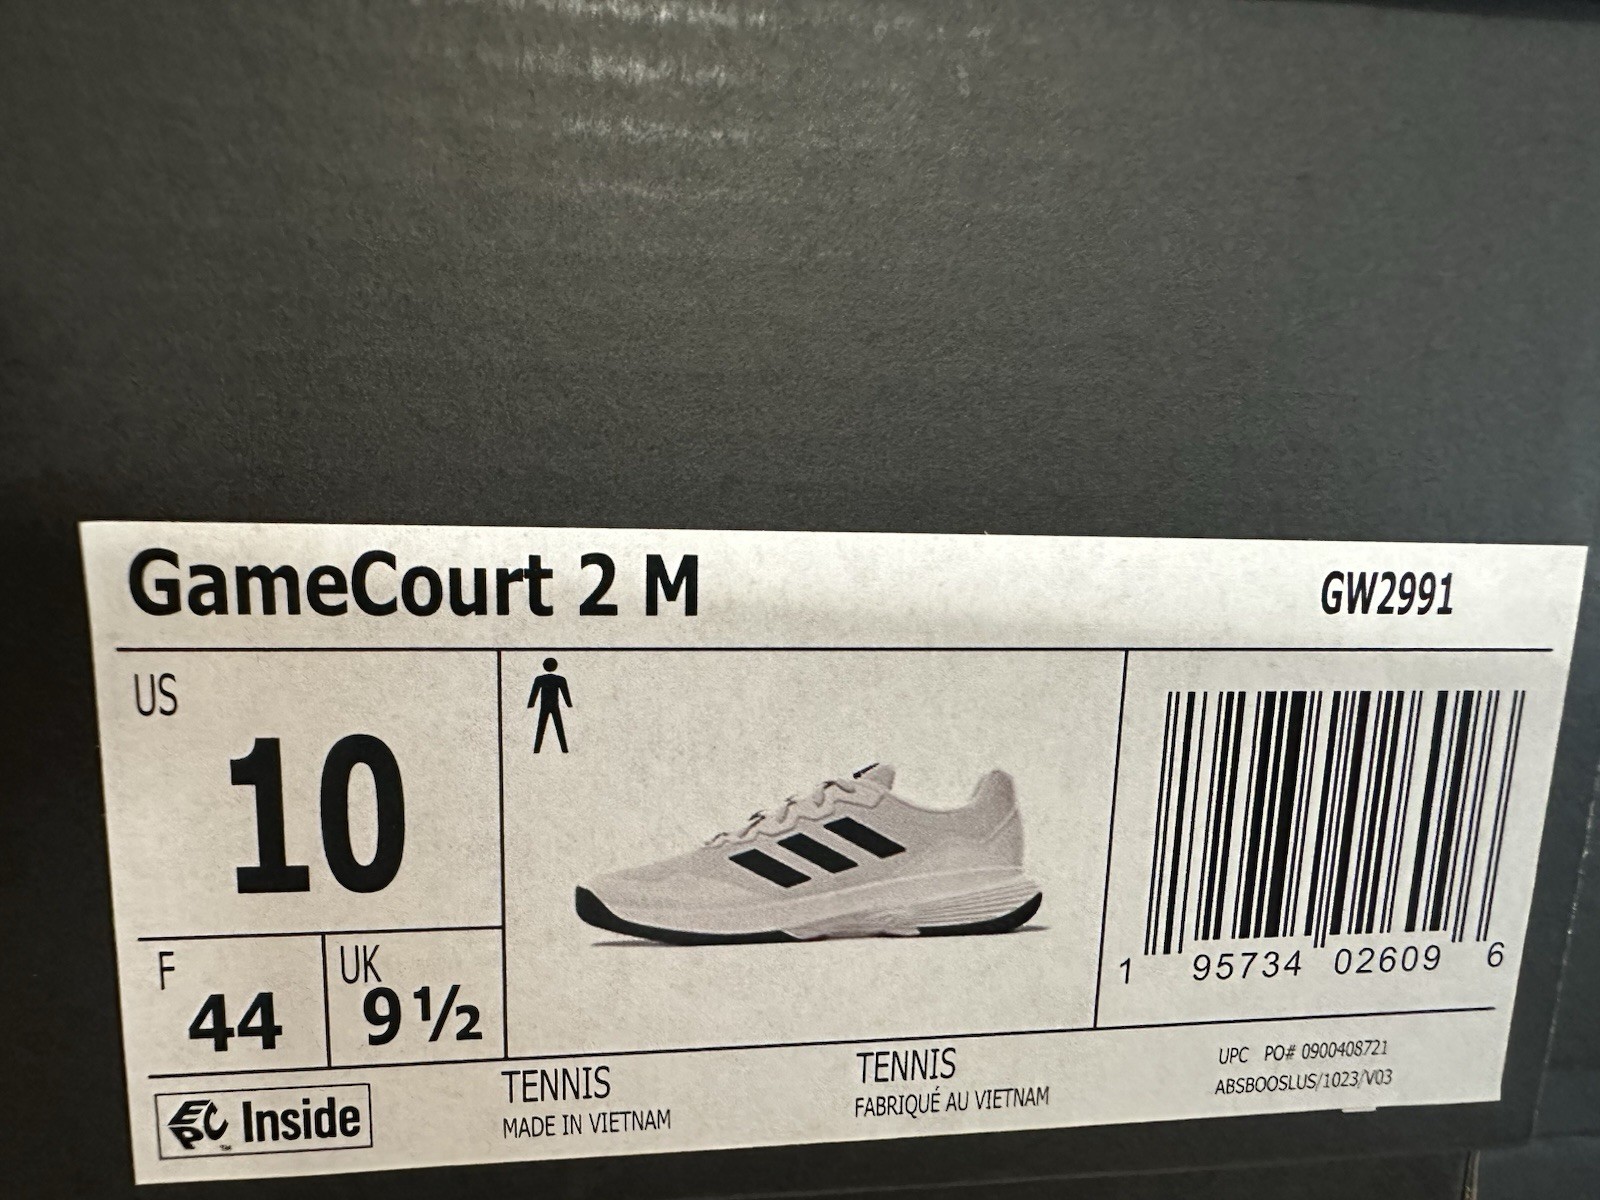 GameCourt 2 M
GW2991
US
10
F
44
UK
9 ½
1 95734 02609 6
EPC Inside
TM
TENNIS
MADE IN VIETNAM
TENNIS
FABRIQUÉ AU VIETNAM
UPC PO# 0900408721
ABSBOOSLUS/1023/V03